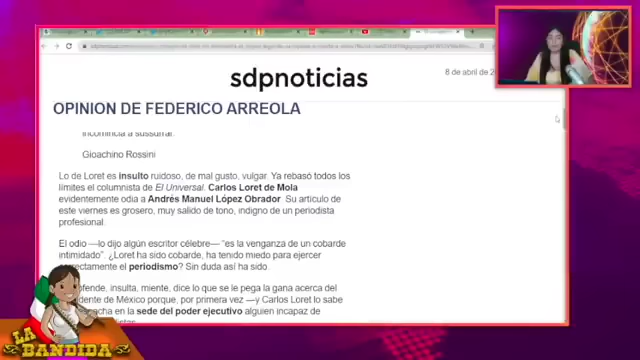 sdpnoticias
8 de abril de
OPINION DE FEDERICO ARREOLA
incomincia a sussurrar.
Gioachino Rossini
Lo de Loret es insulto ruidoso, de mal gusto, vulgar. Ya rebasó todos los
límites el columnista de El Universal. Carlos Loret de Mola
evidentemente odia a Andrés Manuel López Obrador. Su artículo de
este viernes es grosero, muy salido de tono, indigno de un periodista
profesional.
El odio —lo dijo algún escritor célebre— “es la venganza de un cobarde
intimidado”. ¿Loret ha sido cobarde, ha tenido miedo para ejercer
correctamente el periodismo? Sin duda así ha sido.
insulta, miente, dice lo que se le pega la gana acerca del
de México porque, por primera vez —y Carlos Loret lo sabe
en la sede del poder ejecutivo alguien incapaz de
LA
BANDIDA